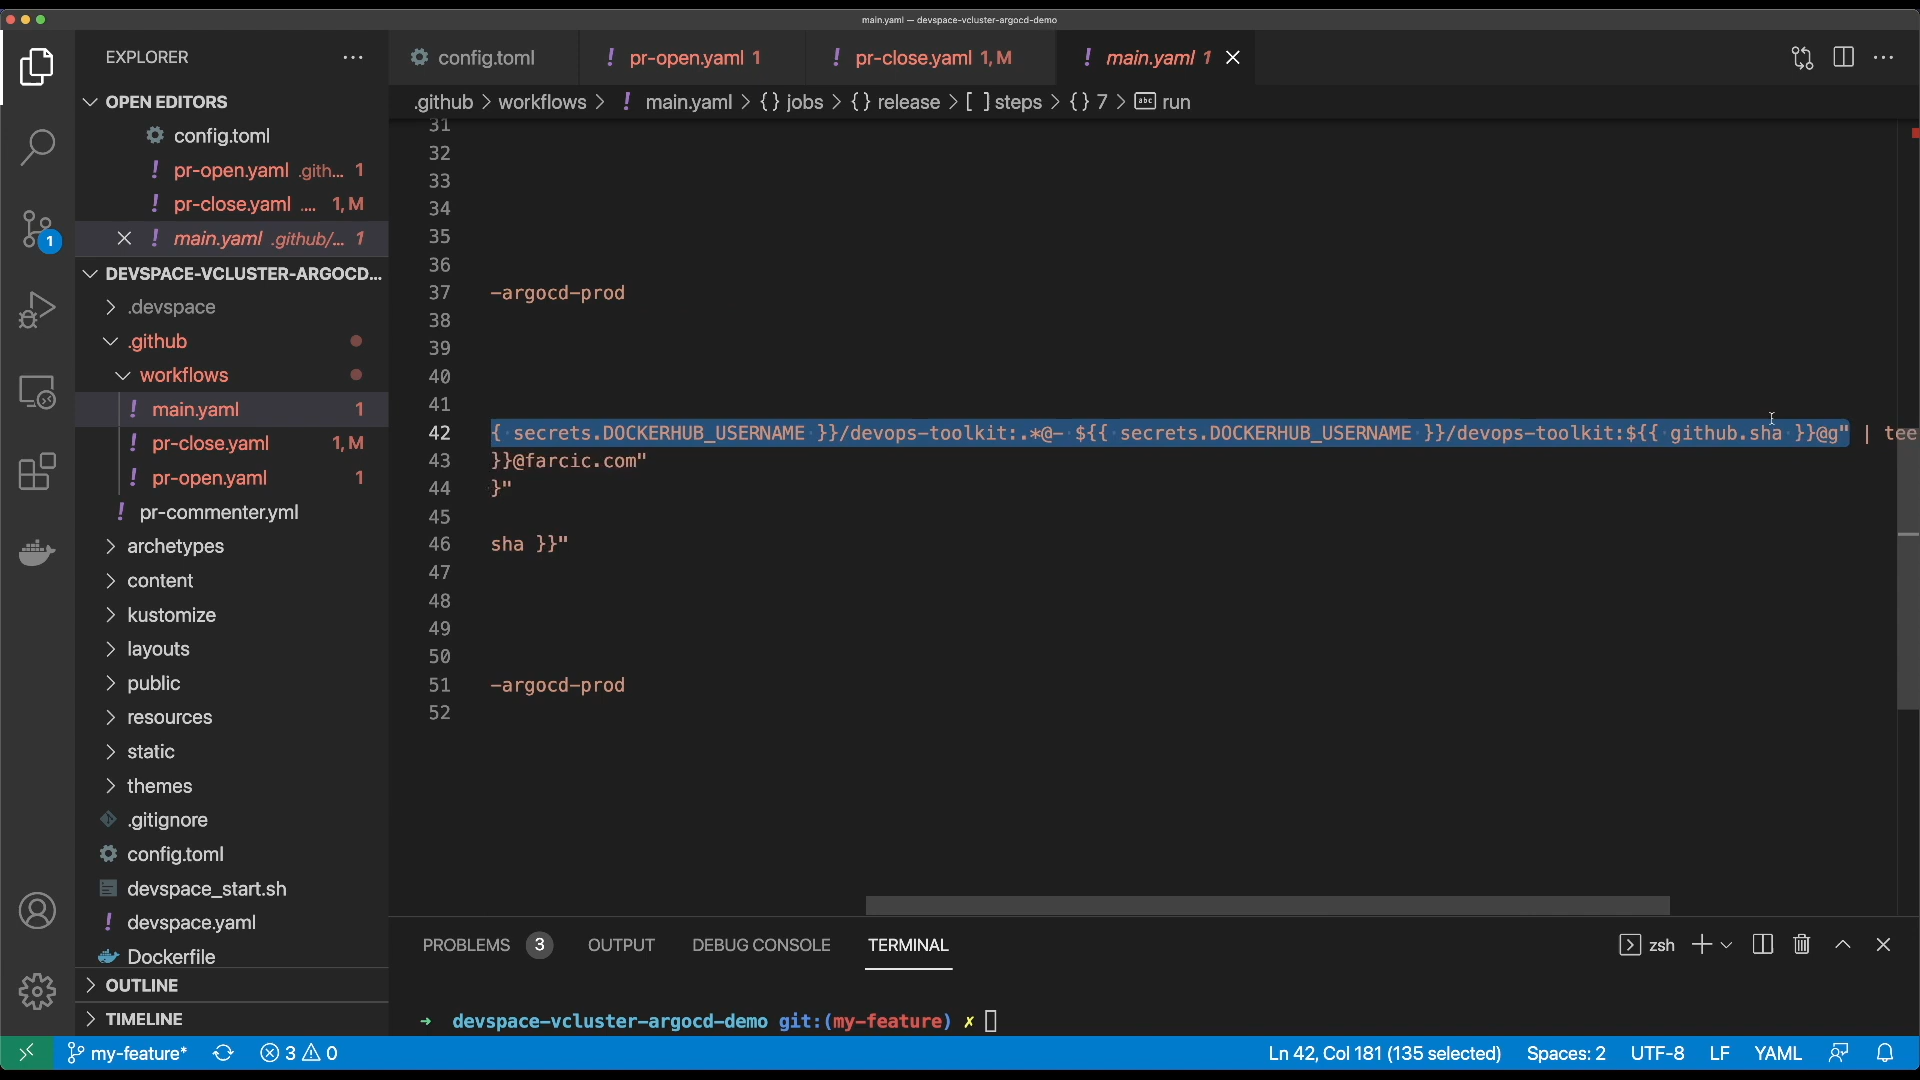 main.yaml — devspace-vcluster-argocd-demo
EXPLORER
config.toml
! pr-open.yaml 1
! pr-close.yaml 1, M
! main.yaml 1
.github > workflows > ! main.yaml > {} jobs > {} release > [ ] steps > {} 7 > abc run
OPEN EDITORS
config.toml
! pr-open.yaml .gith... 1
! pr-close.yaml .... 1, M
! main.yaml .github/... 1
DEVSPACE-VCLUSTER-ARGOCD...
.devspace
.github
workflows
! main.yaml 1
! pr-close.yaml 1, M
! pr-open.yaml 1
! pr-commenter.yml
archetypes
content
kustomize
layouts
public
resources
static
themes
.gitignore
config.toml
devspace_start.sh
! devspace.yaml
Dockerfile
OUTLINE
TIMELINE
31
32
33
34
35
36
37 -argocd-prod
38
39
40
41
42 { secrets.DOCKERHUB_USERNAME }}/devops-toolkit:.*@- ${{ secrets.DOCKERHUB_USERNAME }}/devops-toolkit:${{ github.sha }}@g" | tee
43 }}@farcic.com"
44 }"
45
46 sha }}"
47
48
49
50
51 -argocd-prod
52
PROBLEMS 3 OUTPUT DEBUG CONSOLE TERMINAL
zsh
➜ devspace-vcluster-argocd-demo git:(my-feature) ✗
1
my-feature* 3 0
Ln 42, Col 181 (135 selected) Spaces: 2 UTF-8 LF YAML